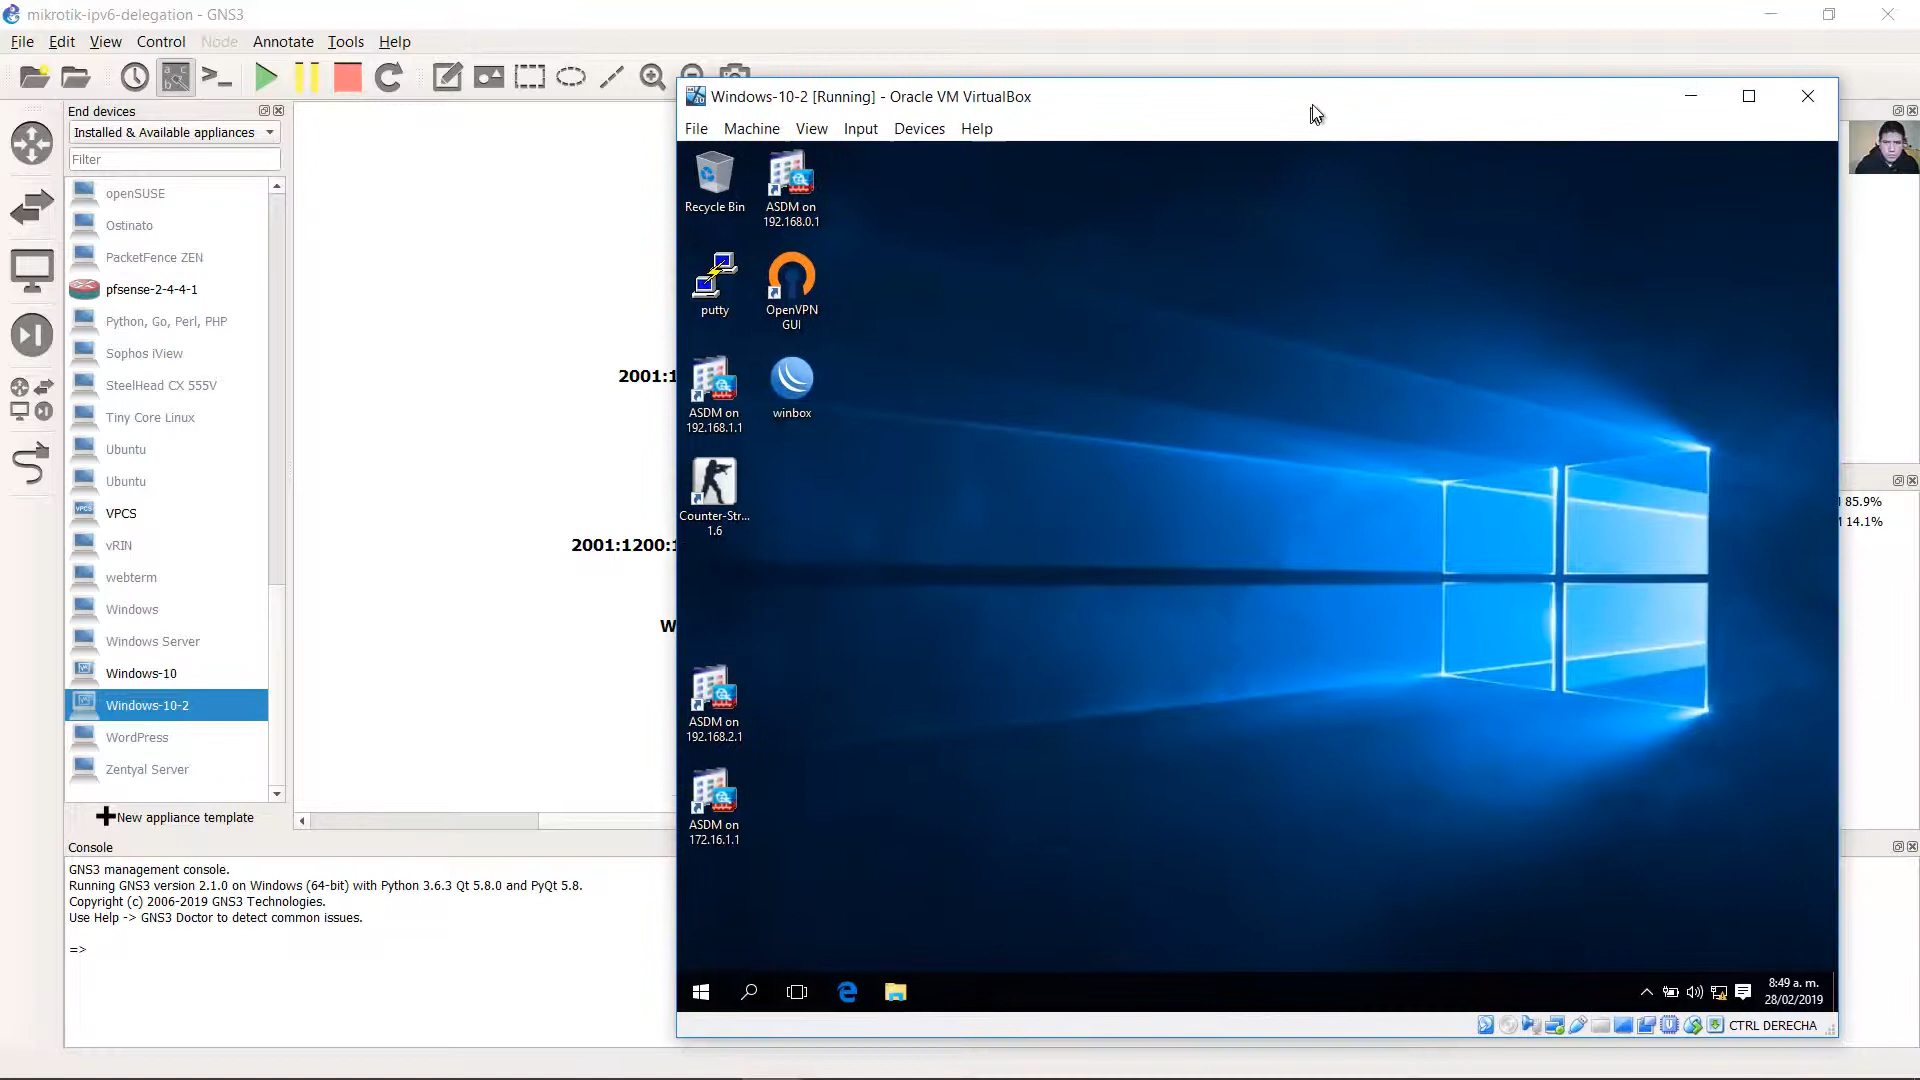 mikrotik-ipv6-delegation - GNS3
File Edit View Control Node Annotate Tools Help
End devices
Installed & Available appliances
Filter
openSUSE
Ostinato
PacketFence ZEN
pfsense-2-4-4-1
Python, Go, Perl, PHP
Sophos iView
SteelHead CX 555V
Tiny Core Linux
Ubuntu
Ubuntu
VPCS
vRIN
webterm
Windows
Windows Server
Windows-10
Windows-10-2
WordPress
Zentyal Server
New appliance template
Console
GNS3 management console.
Running GNS3 version 2.1.0 on Windows (64-bit) with Python 3.6.3 Qt 5.8.0 and PyQt 5.8.
Copyright (c) 2006-2019 GNS3 Technologies.
Use Help -> GNS3 Doctor to detect common issues.
=>
2001:1
2001:1200:1
W
Windows-10-2 [Running] - Oracle VM VirtualBox
File Machine View Input Devices Help
Recycle Bin
ASDM on
192.168.0.1
putty
OpenVPN
GUI
ASDM on
192.168.1.1
winbox
Counter-Str...
1.6
ASDM on
192.168.2.1
ASDM on
172.16.1.1
8:49 a. m.
28/02/2019
CTRL DERECHA
85.9%
14.1%